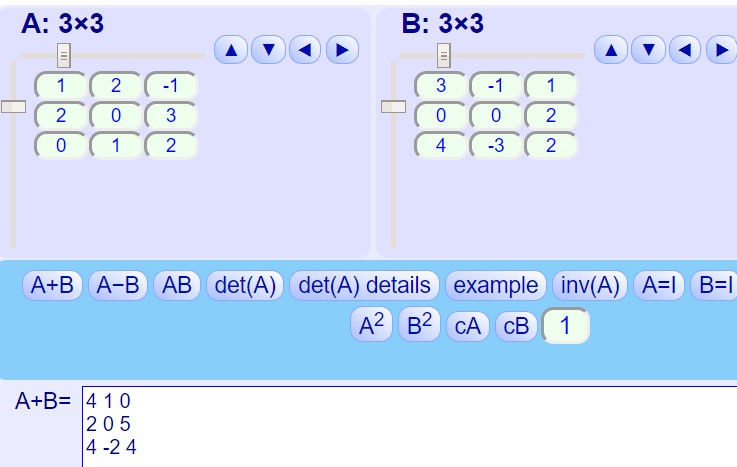 A: 3×3 B: 3×3
▲ ▼ ◄ ► ▲ ▼ ◄ ►
1 2 -1 3 -1 1
2 0 3 0 0 2
0 1 2 4 -3 2
A+B A−B AB det(A) det(A) details example inv(A) A=I B=I
A² B² cA cB 1
A+B= 4 1 0
2 0 5
4 -2 4